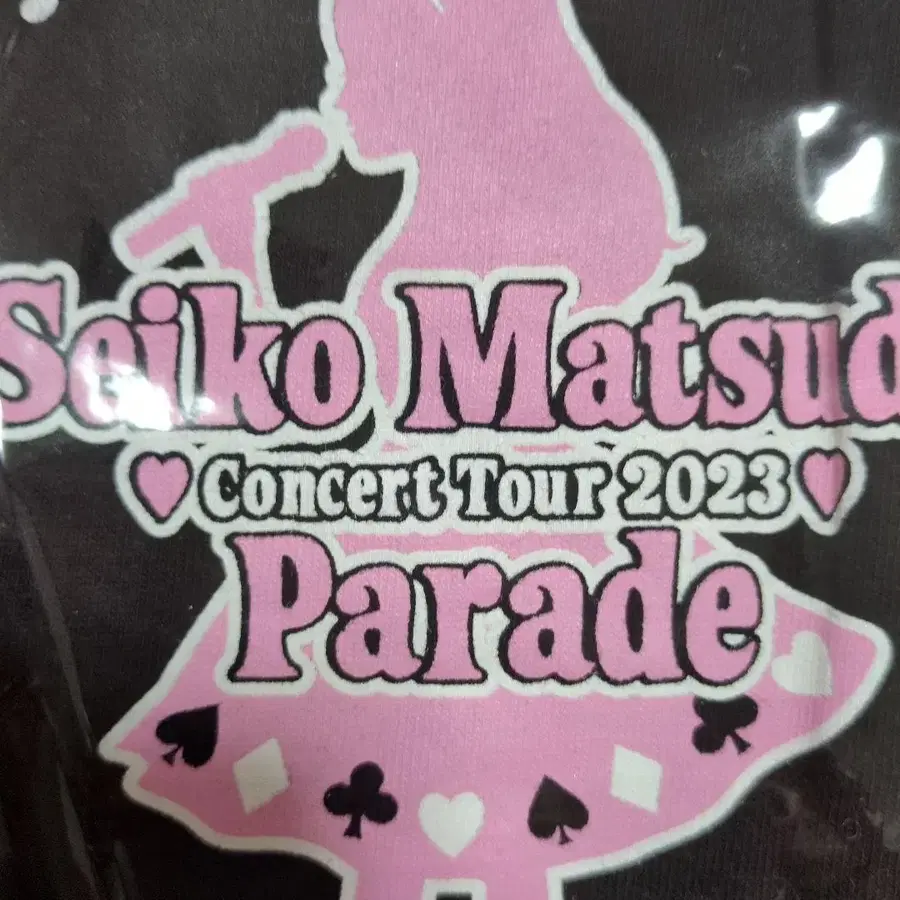 Seiko Matsud
Concert Tour 2023
Parade